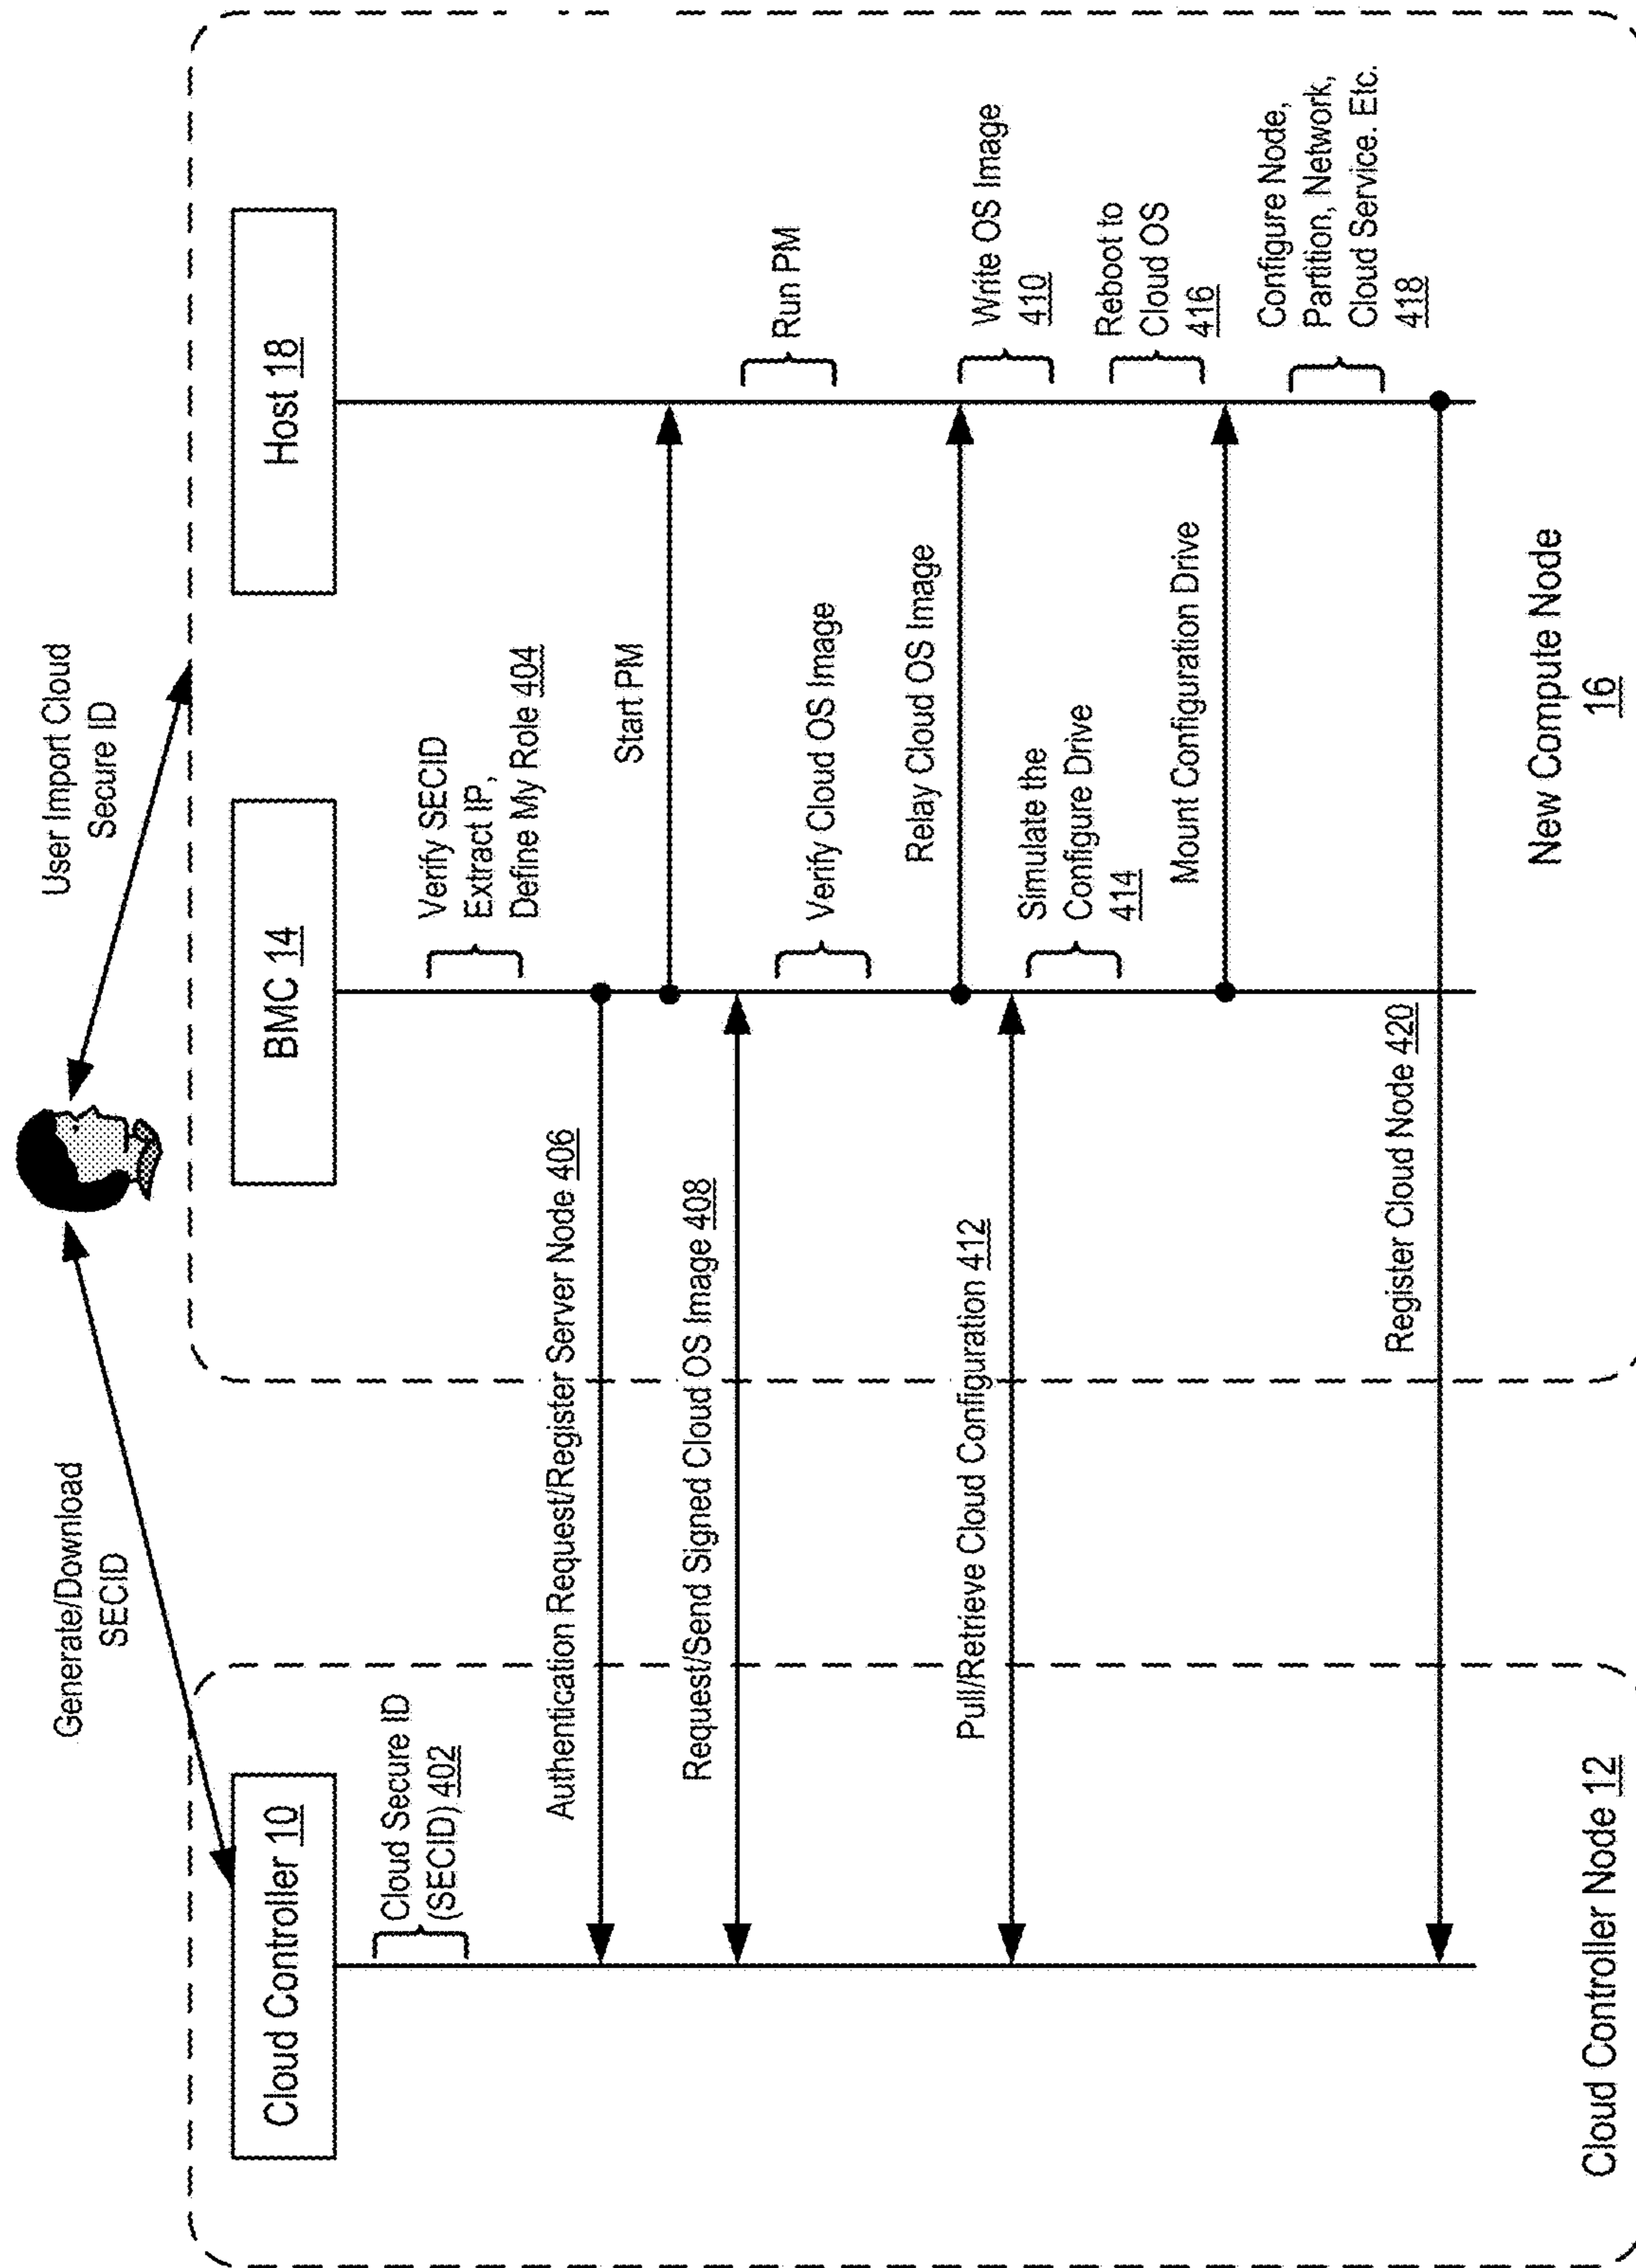 Generate/Download
SECID
User Import Cloud
Secure ID
Cloud Controller 10
BMC 14
Host 18
Cloud Secure ID
(SECID) 402
Verify SECID
Extract IP,
Define My Role 404
Authentication Request/Register Server Node 406
Start PM
Request/Send Signed Cloud OS Image 408
Run PM
Verify Cloud OS Image
Relay Cloud OS Image
Write OS Image
410
Pull/Retrieve Cloud Configuration 412
Simulate the
Configure Drive
414
Reboot to
Cloud OS
416
Mount Configuration Drive
Configure Node,
Partition, Network,
Cloud Service. Etc.
418
Register Cloud Node 420
Cloud Controller Node 12
New Compute Node
16